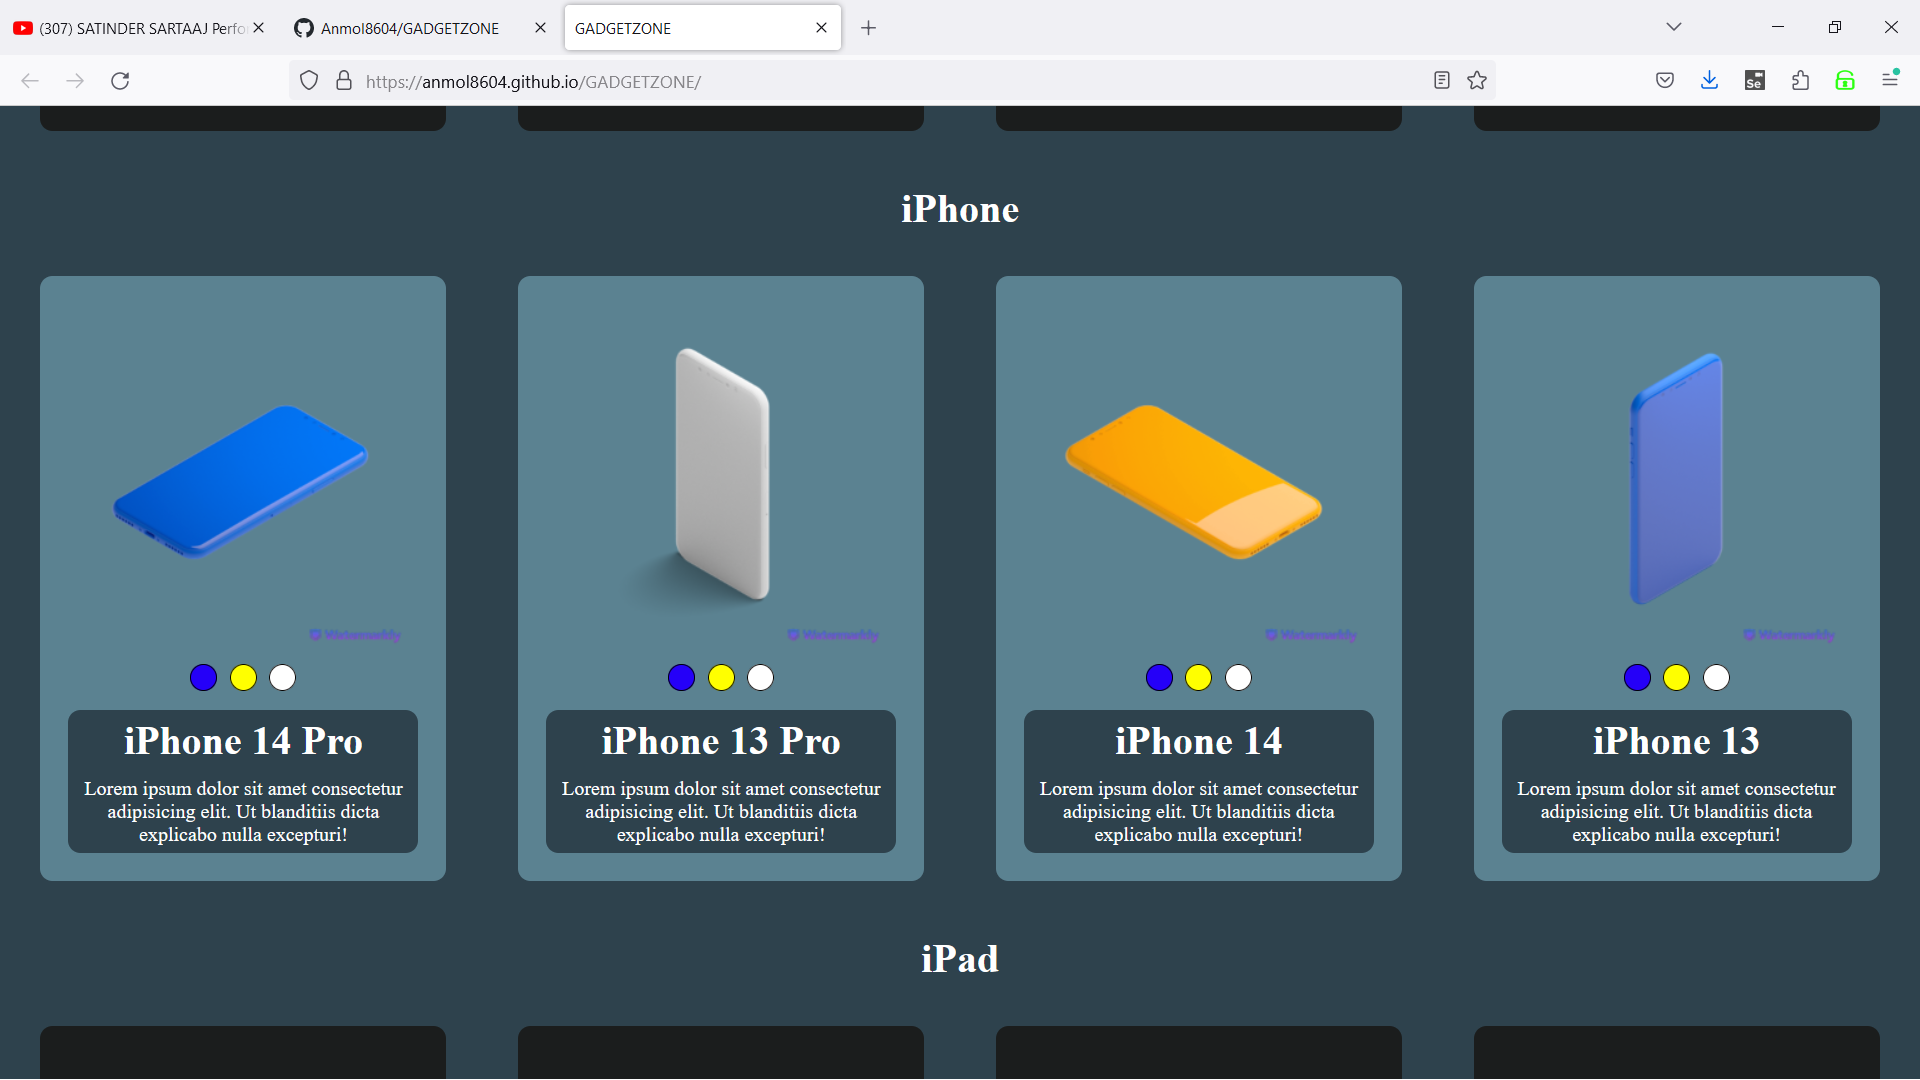 (307) SATINDER SARTAAJ Perfo
Anmol8604/GADGETZONE
GADGETZONE
https://anmol8604.github.io/GADGETZONE/
Se
iPhone
Watermarkly
Watermarkly
Watermarkly
Watermarkly
iPhone 14 Pro
Lorem ipsum dolor sit amet consectetur
adipisicing elit. Ut blanditiis dicta
explicabo nulla excepturi!
iPhone 13 Pro
Lorem ipsum dolor sit amet consectetur
adipisicing elit. Ut blanditiis dicta
explicabo nulla excepturi!
iPhone 14
Lorem ipsum dolor sit amet consectetur
adipisicing elit. Ut blanditiis dicta
explicabo nulla excepturi!
iPhone 13
Lorem ipsum dolor sit amet consectetur
adipisicing elit. Ut blanditiis dicta
explicabo nulla excepturi!
iPad